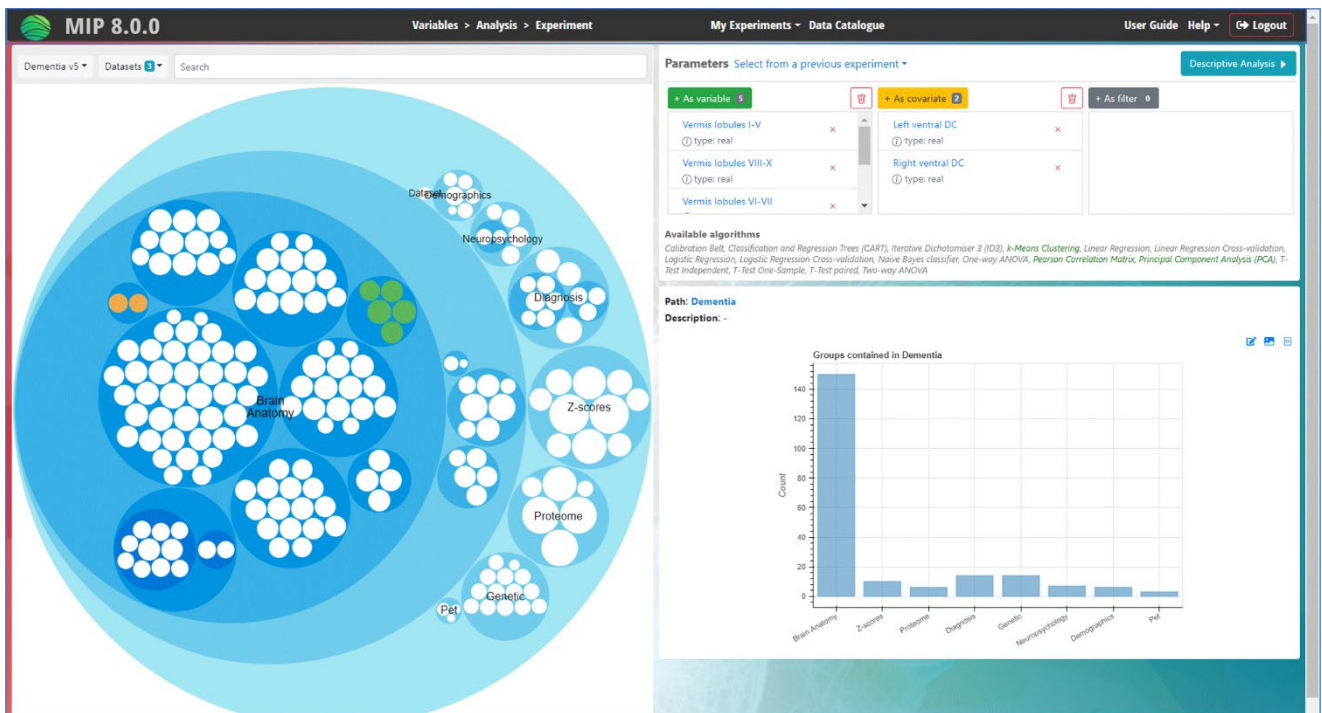 MIP 8.0.0
Variables > Analysis > Experiment
My Experiments
Data Catalogue
User Guide
Help
Logout
Dementia v5
Datasets 3
Search
Dataset
Demographics
Neuropsychology
Diagnosis
Brain
Anatomy
Z-scores
Proteome
Genetic
Pet
Parameters Select from a previous experiment
Descriptive Analysis
+ As variable 5
Vermis lobules I-V
type: real
Vermis lobules VIII-X
type: real
Vermis lobules VI-VII
+ As covariate 2
Left ventral DC
type: real
Right ventral DC
type: real
+ As filter 0
Available algorithms
Calibration Belt, Classification and Regression Trees (CART), Iterative Dichotomiser 3 (ID3), k-Means Clustering, Linear Regression, Linear Regression Cross-validation,
Logistic Regression, Logistic Regression Cross-validation, Naive Bayes classifier, One-way ANOVA, Pearson Correlation Matrix, Principal Component Analysis (PCA), T-
Test Independent, T-Test One-Sample, T-Test paired, Two-way ANOVA
Path: Dementia
Description: -
Groups contained in Dementia
Count
140
120
100
80
60
40
20
0
Brain Anatomy
Z-scores
Proteome
Diagnosis
Genetic
Neuropsychology
Demographics
Pet